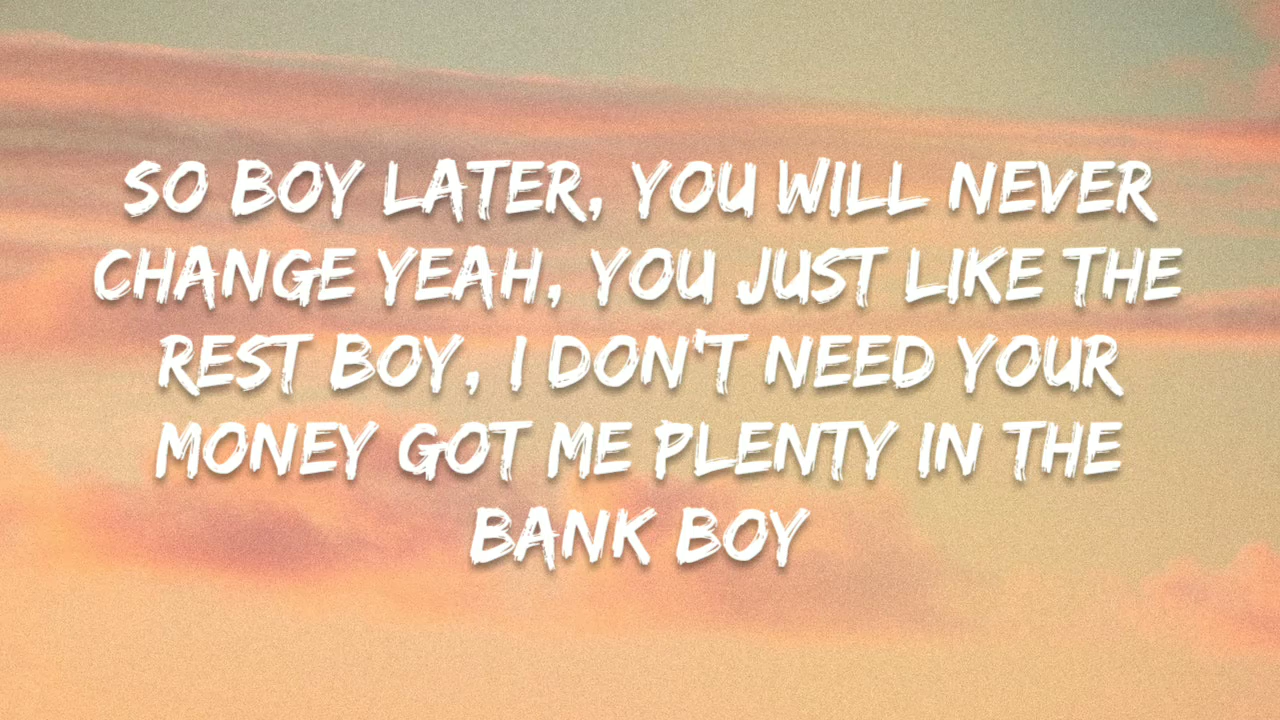 SO BOY LATER, YOU WILL NEVER
CHANGE YEAH, YOU JUST LIKE THE
REST BOY, I DON'T NEED YOUR
MONEY GOT ME PLENTY IN THE
BANK BOY